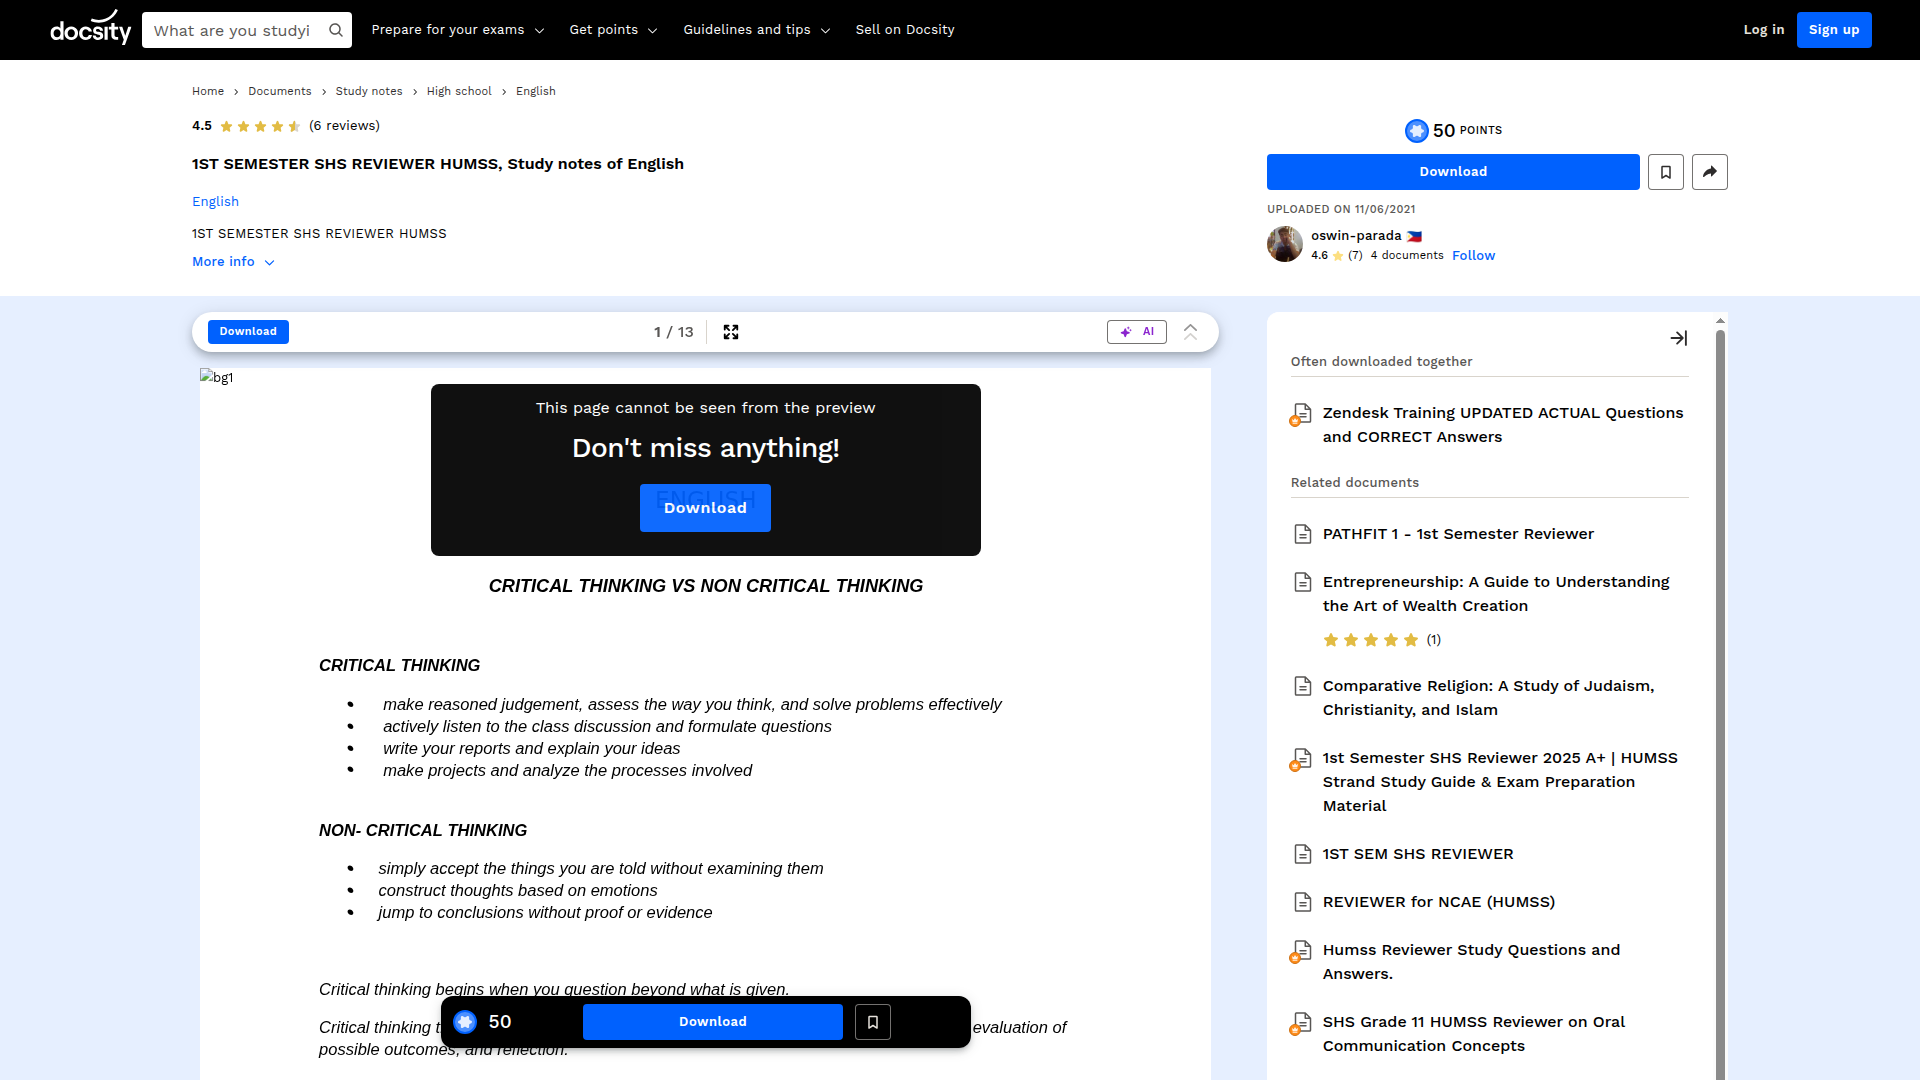 docsity
What are you studyi
Prepare for your exams
Get points
Guidelines and tips
Sell on Docsity
Log in
Sign up
Home › Documents › Study notes › High school › English
4.5 (6 reviews)
1ST SEMESTER SHS REVIEWER HUMSS, Study notes of English
English
1ST SEMESTER SHS REVIEWER HUMSS
More info
50 POINTS
Download
UPLOADED ON 11/06/2021
oswin-parada
4.6 (7) 4 documents Follow
Download
1 / 13
AI
bg1
This page cannot be seen from the preview
Don't miss anything!
ENGLISH
Download
CRITICAL THINKING VS NON CRITICAL THINKING
CRITICAL THINKING
• make reasoned judgement, assess the way you think, and solve problems effectively
• actively listen to the class discussion and formulate questions
• write your reports and explain your ideas
• make projects and analyze the processes involved
NON- CRITICAL THINKING
• simply accept the things you are told without examining them
• construct thoughts based on emotions
• jump to conclusions without proof or evidence
Critical thinking begins when you question beyond what is given.
Critical thinking evaluation of
possible outcomes, and reflection.
50
Download
Often downloaded together
Zendesk Training UPDATED ACTUAL Questions
and CORRECT Answers
Related documents
PATHFIT 1 - 1st Semester Reviewer
Entrepreneurship: A Guide to Understanding
the Art of Wealth Creation
(1)
Comparative Religion: A Study of Judaism,
Christianity, and Islam
1st Semester SHS Reviewer 2025 A+ | HUMSS
Strand Study Guide & Exam Preparation
Material
1ST SEM SHS REVIEWER
REVIEWER for NCAE (HUMSS)
Humss Reviewer Study Questions and
Answers.
SHS Grade 11 HUMSS Reviewer on Oral
Communication Concepts